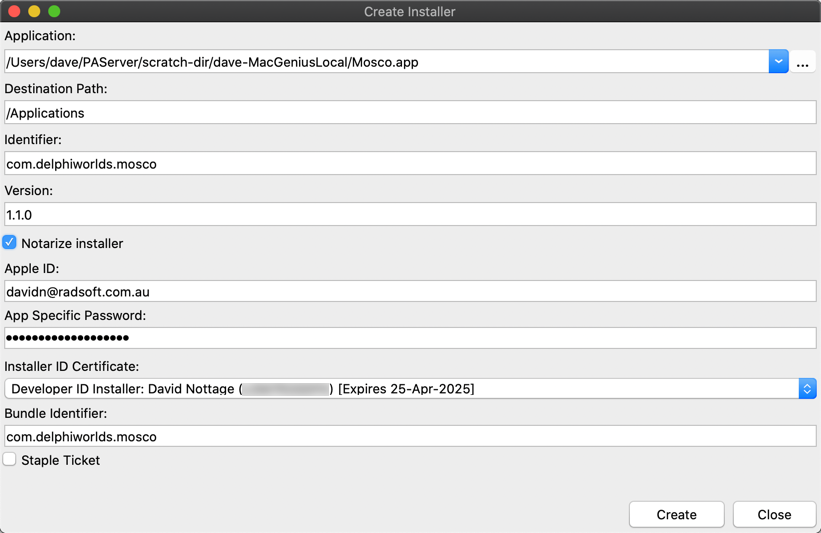 Create Installer
Application:
/Users/dave/PAServer/scratch-dir/dave-MacGeniusLocal/Mosco.app
...
Destination Path:
/Applications
Identifier:
com.delphiworlds.mosco
Version:
1.1.0
Notarize installer
Apple ID:
davidn@radsoft.com.au
App Specific Password:
•••••••••••••••••••
Installer ID Certificate:
Developer ID Installer: David Nottage () [Expires 25-Apr-2025]
Bundle Identifier:
com.delphiworlds.mosco
Staple Ticket
Create Close